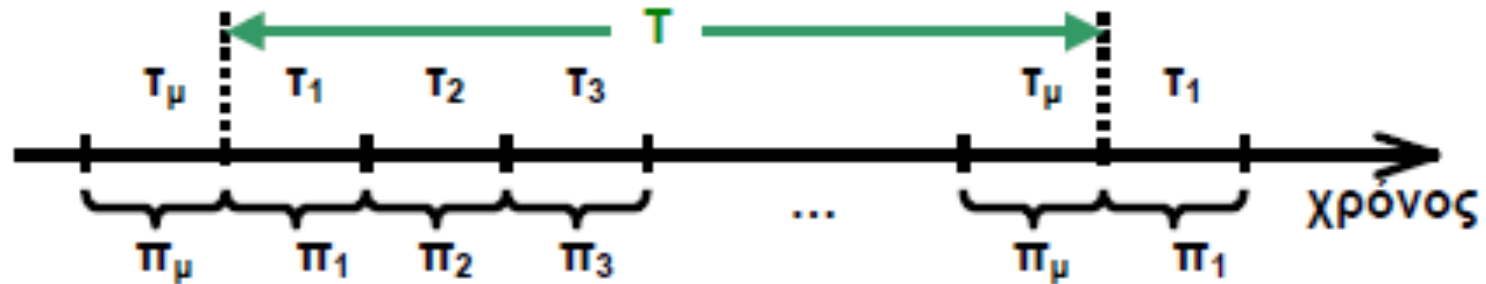 T
τμ τ1 τ2 τ3 τμ τ1
χρόνος
πμ π1 π2 π3 ... πμ π1